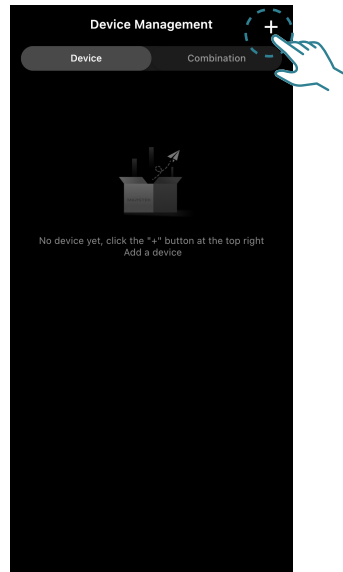 Device Management
+
Device Combination
No device yet, click the "+" button at the top right
Add a device